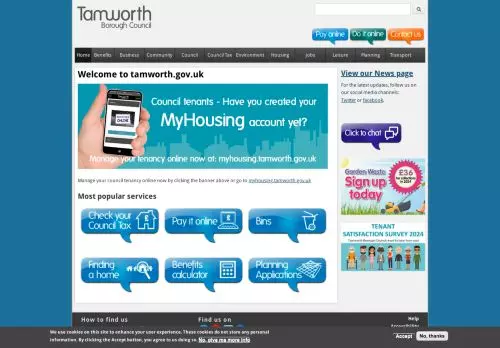 Tamworth
Borough Council
Pay online
Do it online
Contact us
Home Benefits Business Community Council Council Tax Environment Housing Jobs Leisure Planning Transport
Welcome to tamworth.gov.uk
Council tenants - Have you created your
MyHousing account yet?
Manage your tenancy online now at: myhousing.tamworth.gov.uk
Manage your council tenancy online now by clicking the banner above or go to myhousing.tamworth.gov.uk
Most popular services
Check your
Council Tax
Pay it online
Bins
Finding
a home
Benefits
calculator
Planning
Applications
View our News page
For the latest updates, follow us on
our social media channels:
Twitter or Facebook.
Click to chat
Garden Waste
Sign up
today
£36
TENANT
SATISFACTION SURVEY 2024
How to find us
Find us on
Help
Accessibility
We use cookies on this site to enhance your user experience. These cookies do not store any personal
information. By clicking the Accept button, you agree to us doing so. No, give me more info
Accept
No, thanks